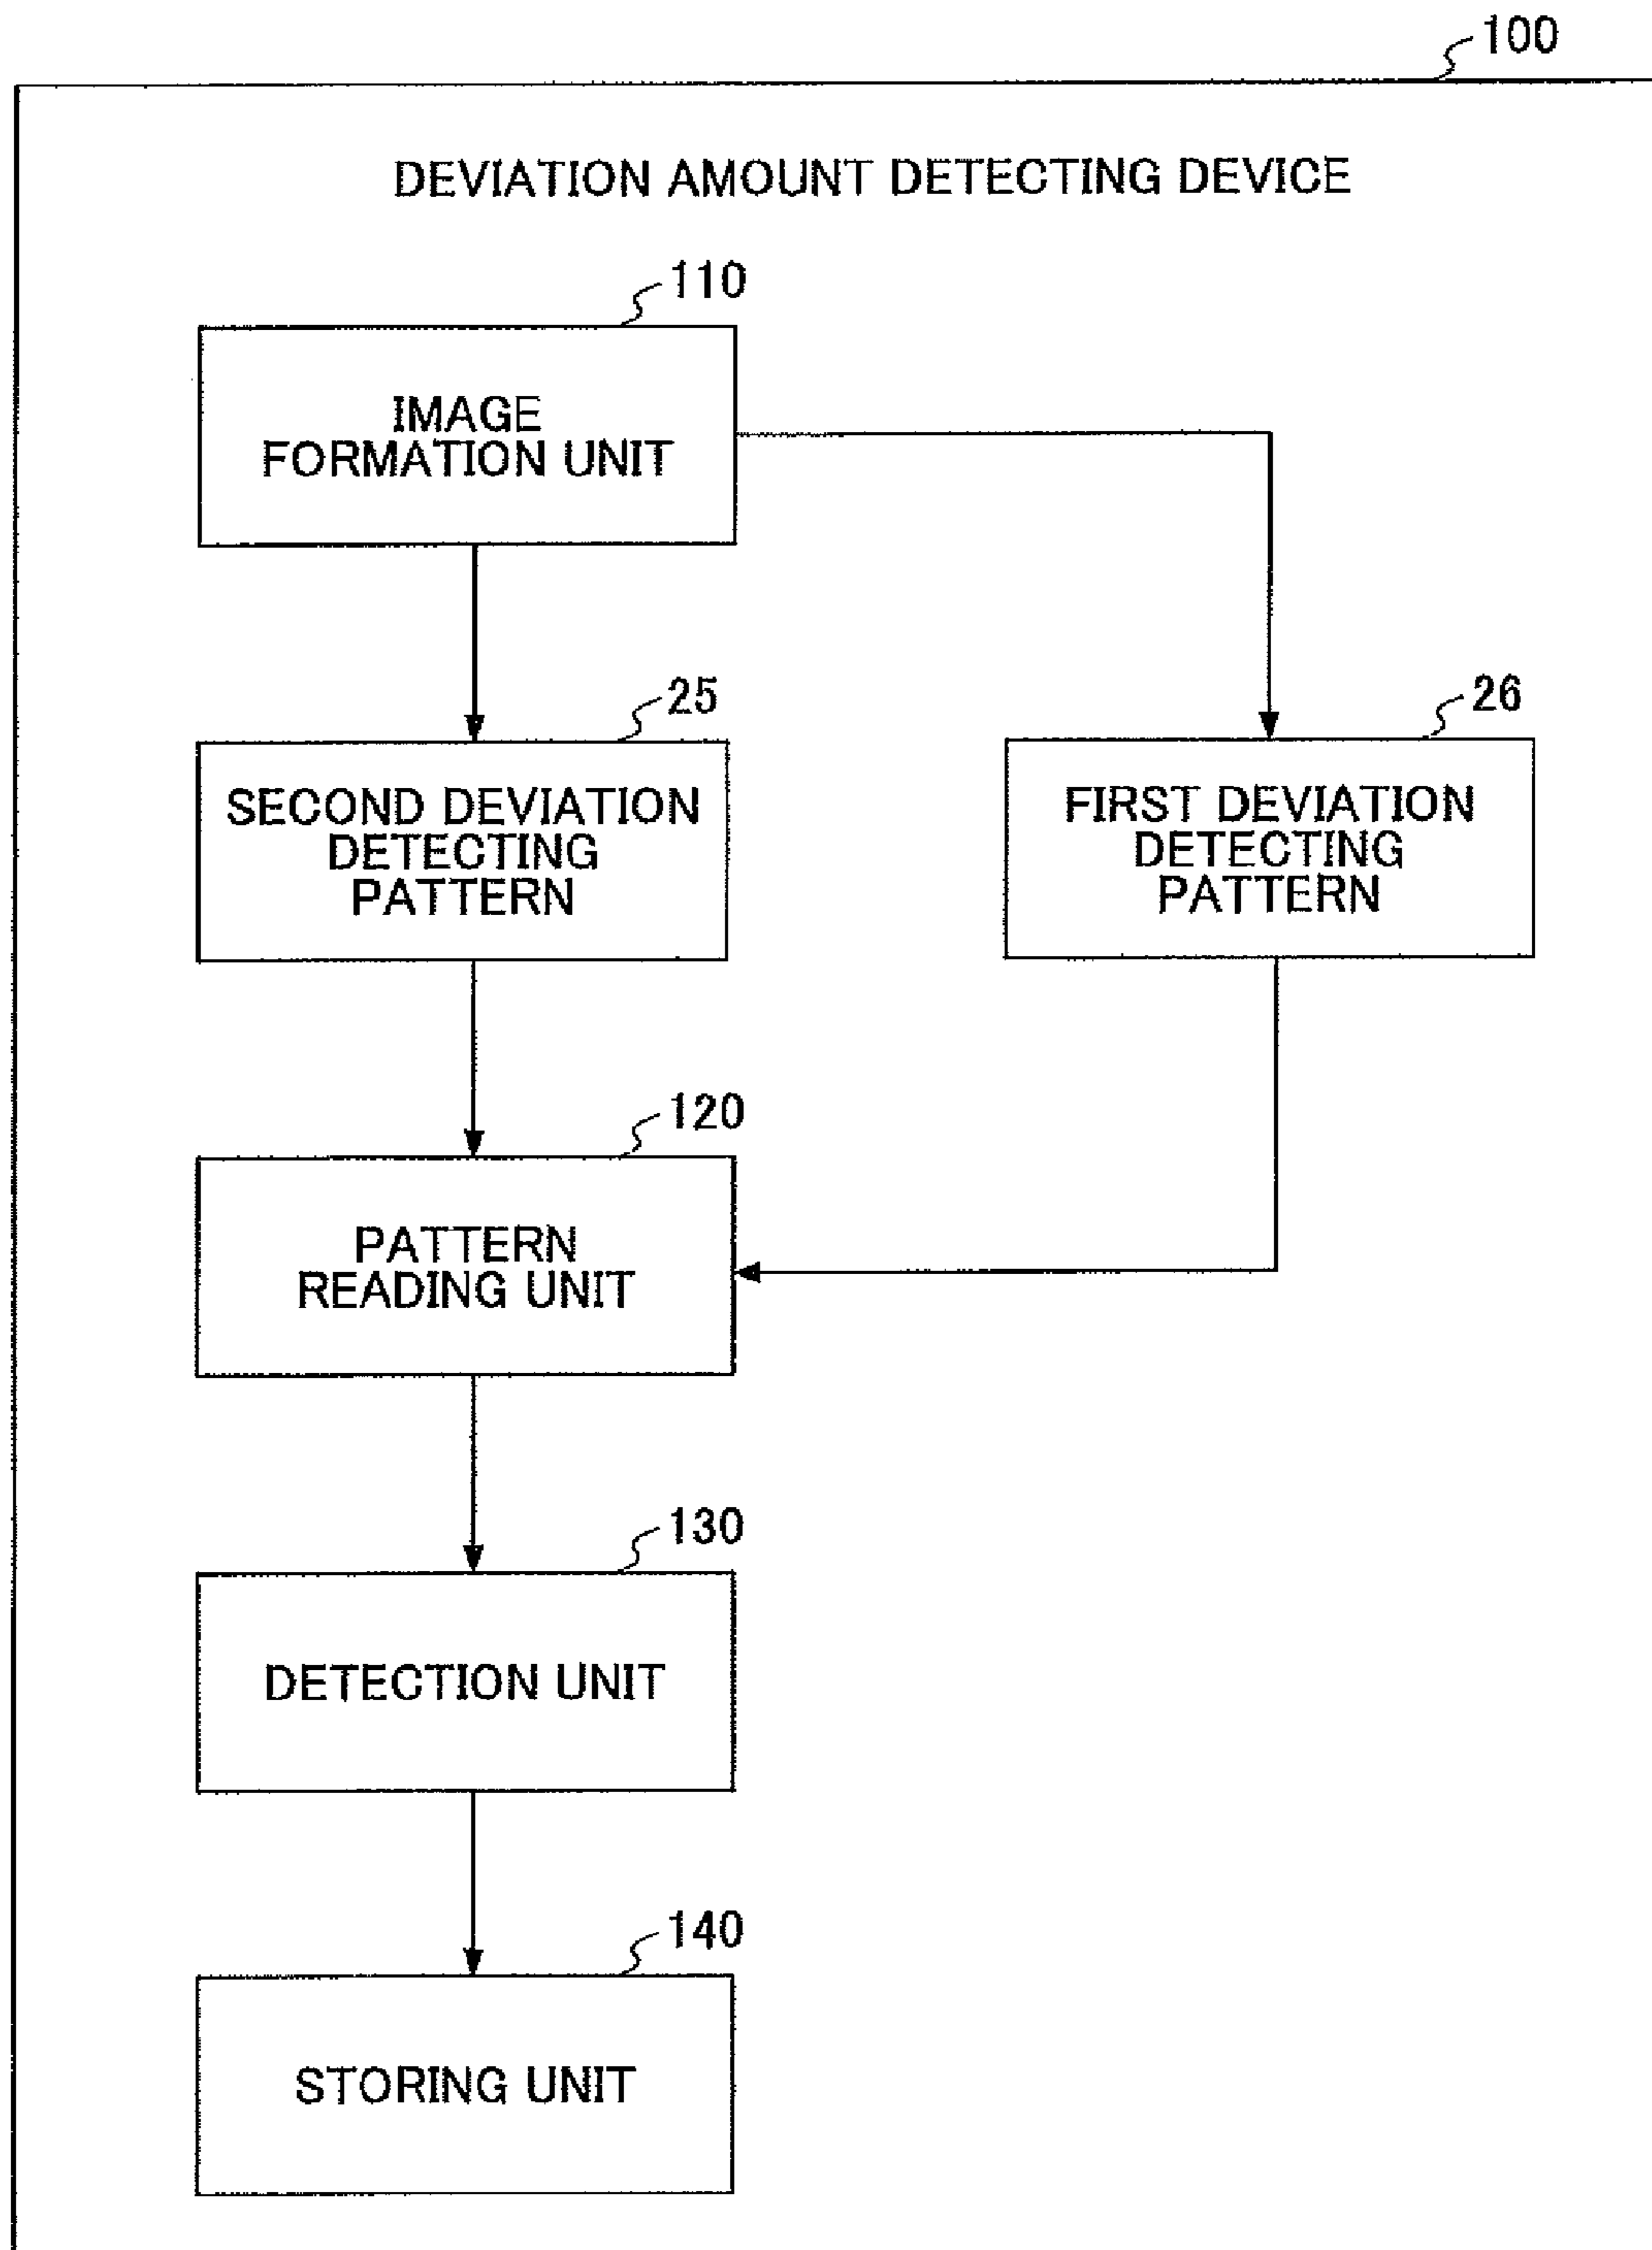 100
DEVIATION AMOUNT DETECTING DEVICE
110
IMAGE
FORMATION UNIT
25
SECOND DEVIATION
DETECTING
PATTERN
26
FIRST DEVIATION
DETECTING
PATTERN
120
PATTERN
READING UNIT
130
DETECTION UNIT
140
STORING UNIT